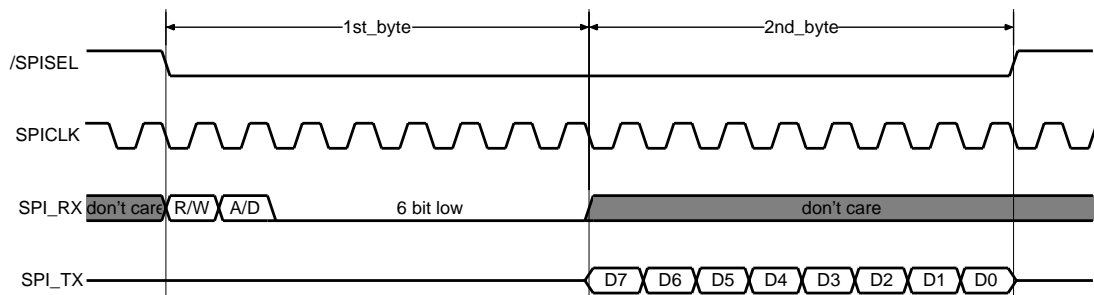 1st_byte 2nd_byte
/SPISEL
SPICLK
SPI_RX don't care R/W A/D 6 bit low don't care
SPI_TX D7 D6 D5 D4 D3 D2 D1 D0